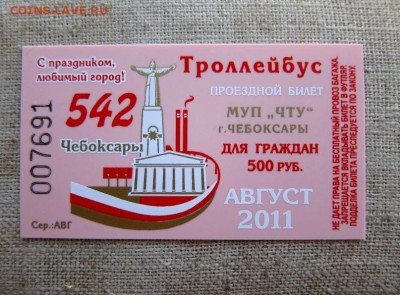 COINS.ЛАVE.RU
С праздником,
любимый город!
542
Чебоксары
007691
Сер.:АВГ
Троллейбус
ПРОЕЗДНОЙ БИЛЕТ
МУП „ЧТУ"
г.ЧЕБОКСАРЫ
ДЛЯ ГРАЖДАН
500 РУБ.
АВГУСТ
2011
НЕ ДАЕТ ПРАВА НА БЕСПЛАТНЫЙ ПРОВОЗ БАГАЖА.
ЗАПРЕЩАЕТСЯ ВКЛАДЫВАТЬ БИЛЕТ В ФУТЛЯР.
ПОДДЕЛКА БИЛЕТА ПРЕСЛЕДУЕТСЯ ПО ЗАКОНУ.